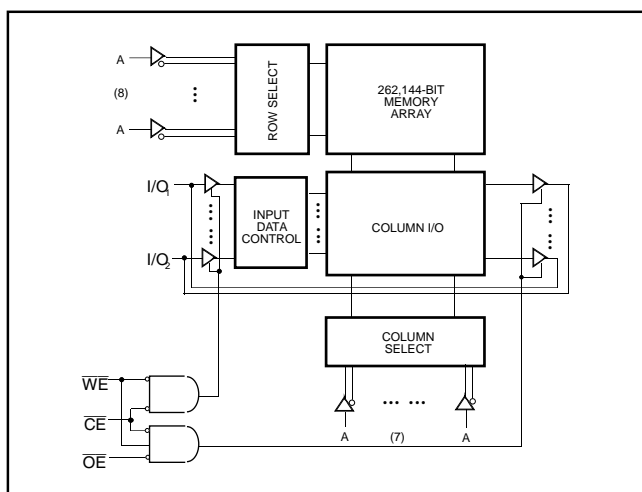 A
(8)
A
ROW SELECT
262,144-BIT
MEMORY
ARRAY
I/O1
I/O2
INPUT
DATA
CONTROL
COLUMN I/O
COLUMN
SELECT
WE
CE
OE
A
(7)
A